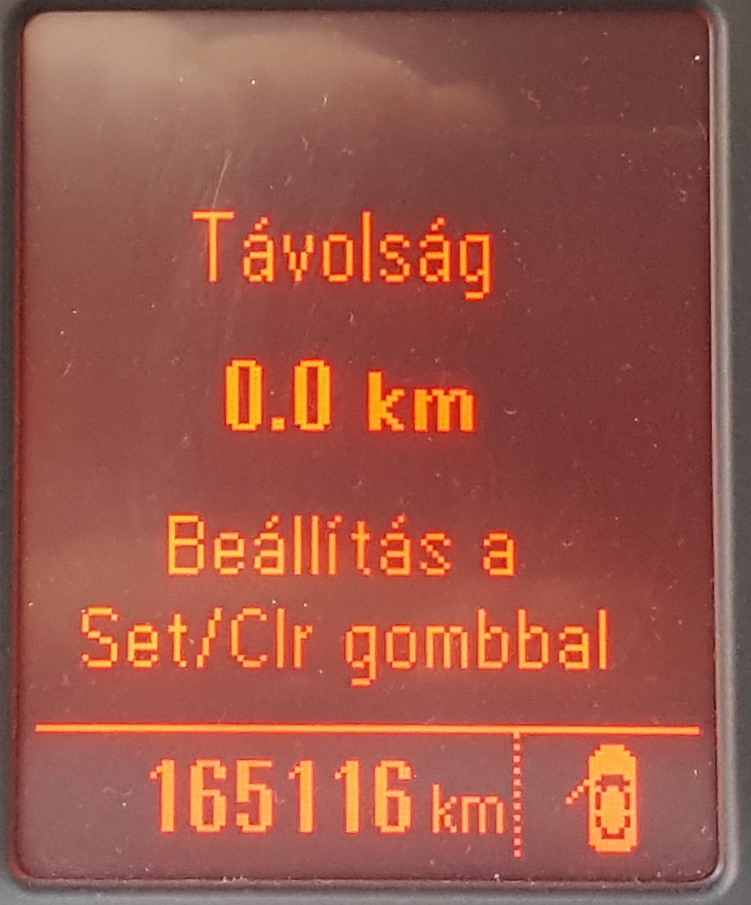 Távolság
0.0 km
Beállítás a
Set/Clr gombbal
165116 km